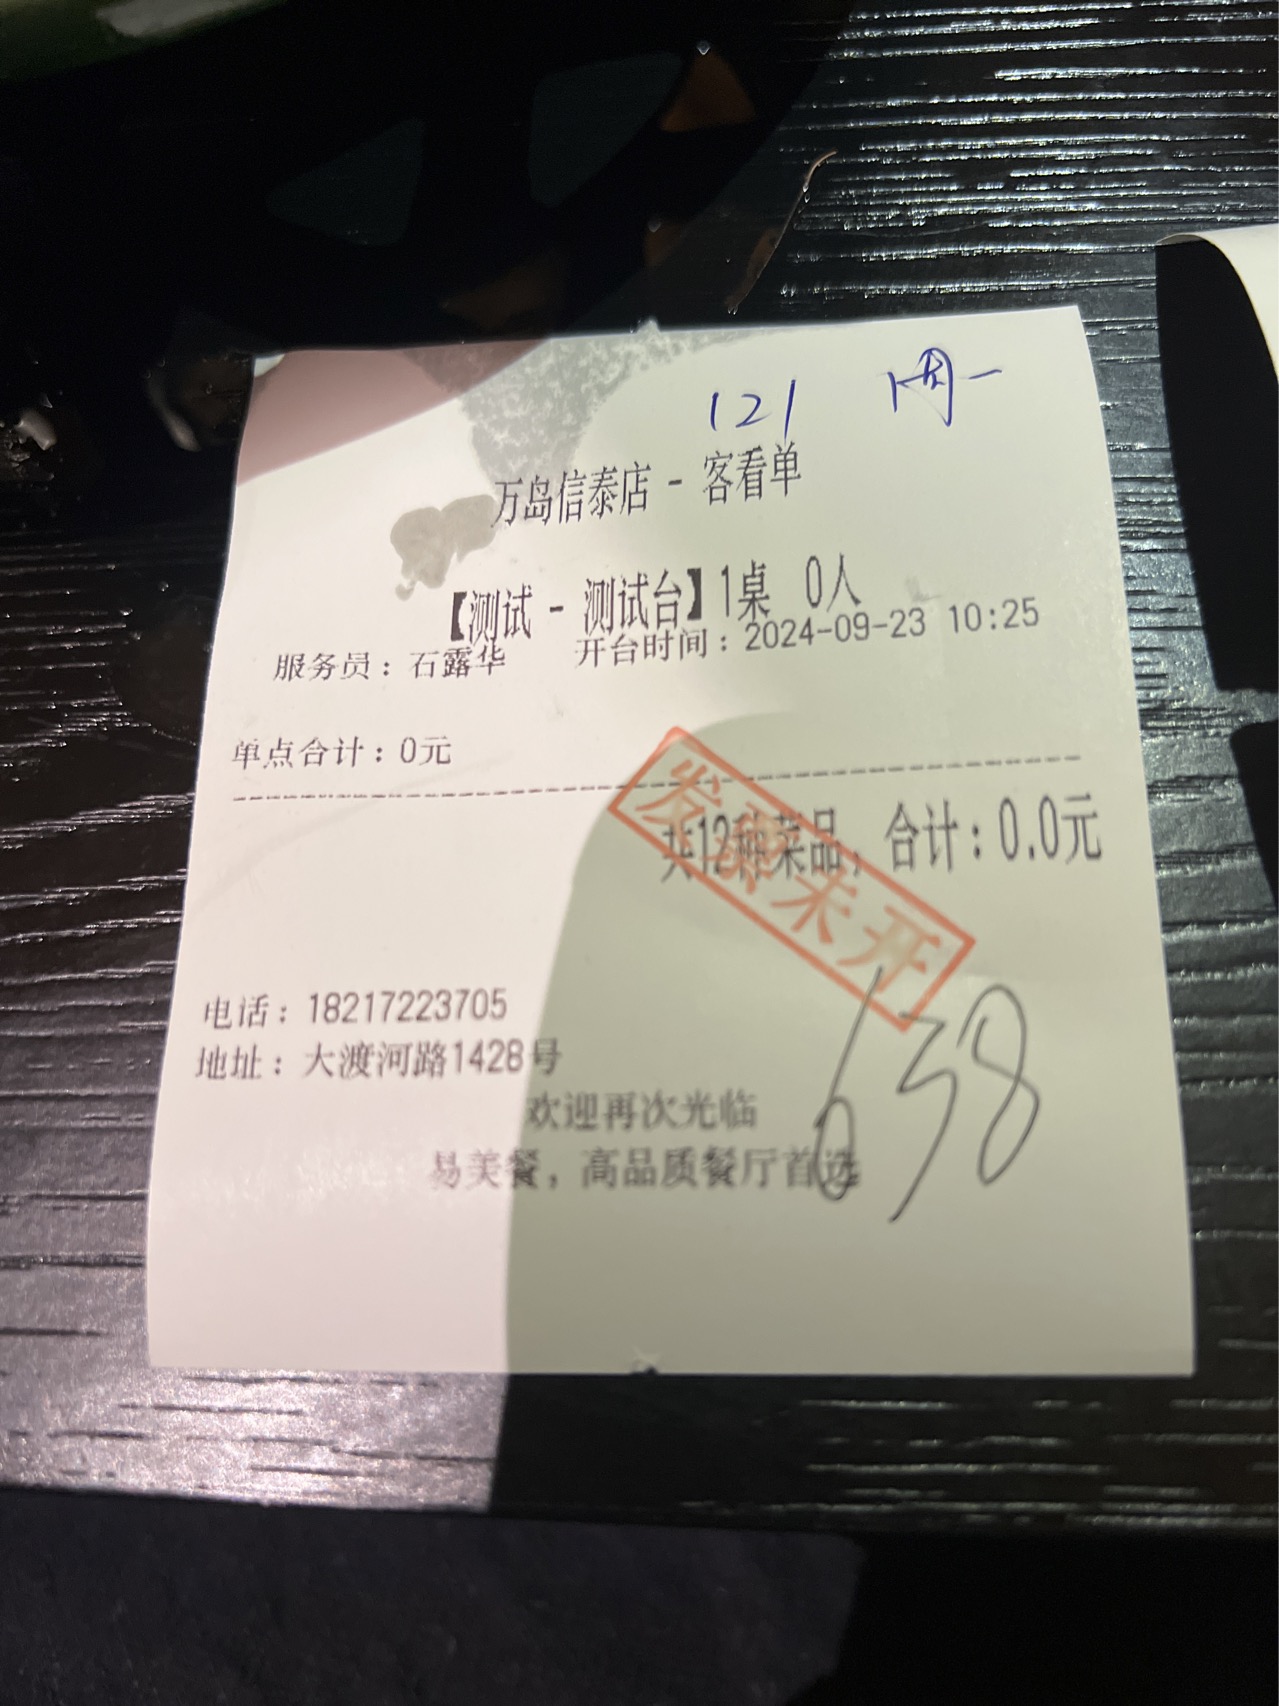 121 周一
万岛信泰店 - 客看单
【测试 - 测试台】1桌 0人
服务员：石露华 开台时间：2024-09-23 10:25
单点合计：0元
共12种菜品，合计：0.0元
发票未开
电话：18217223705
地址：大渡河路1428号
638
欢迎再次光临
易美餐，高品质餐厅首选